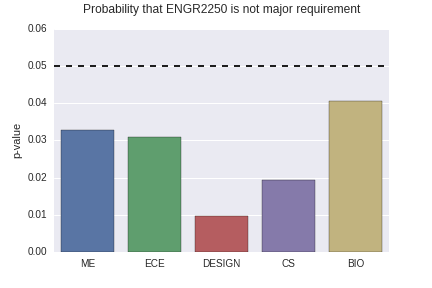 Probability that ENGR2250 is not major requirement
0.06
0.05
0.04
0.03
0.02
0.01
0.00
p-value
ME ECE DESIGN CS BIO